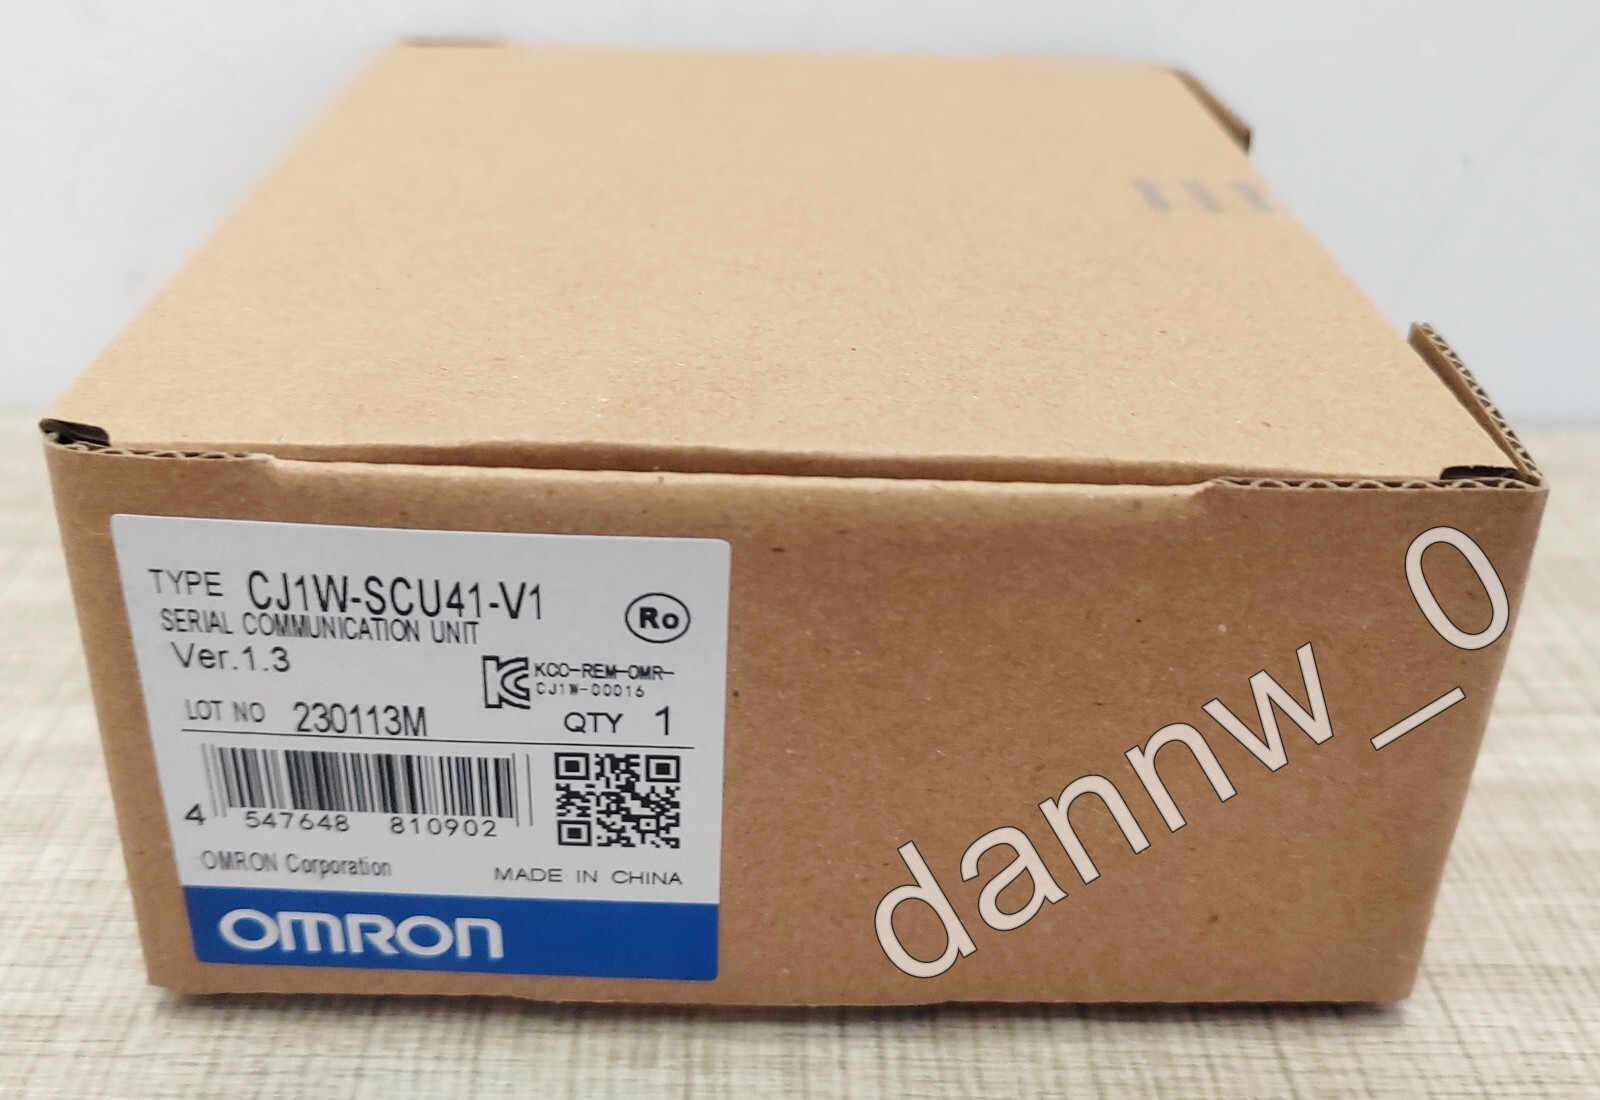 TYPE CJ1W-SCU41-V1
SERIAL COMMUNICATION UNIT
Ro
Ver.1.3
KCC-REM-OMR-
CJ1W-00016
LOT NO 230113M
QTY 1
4 547648 810902
OMRON Corporation
MADE IN CHINA
OMRON
dannw_0